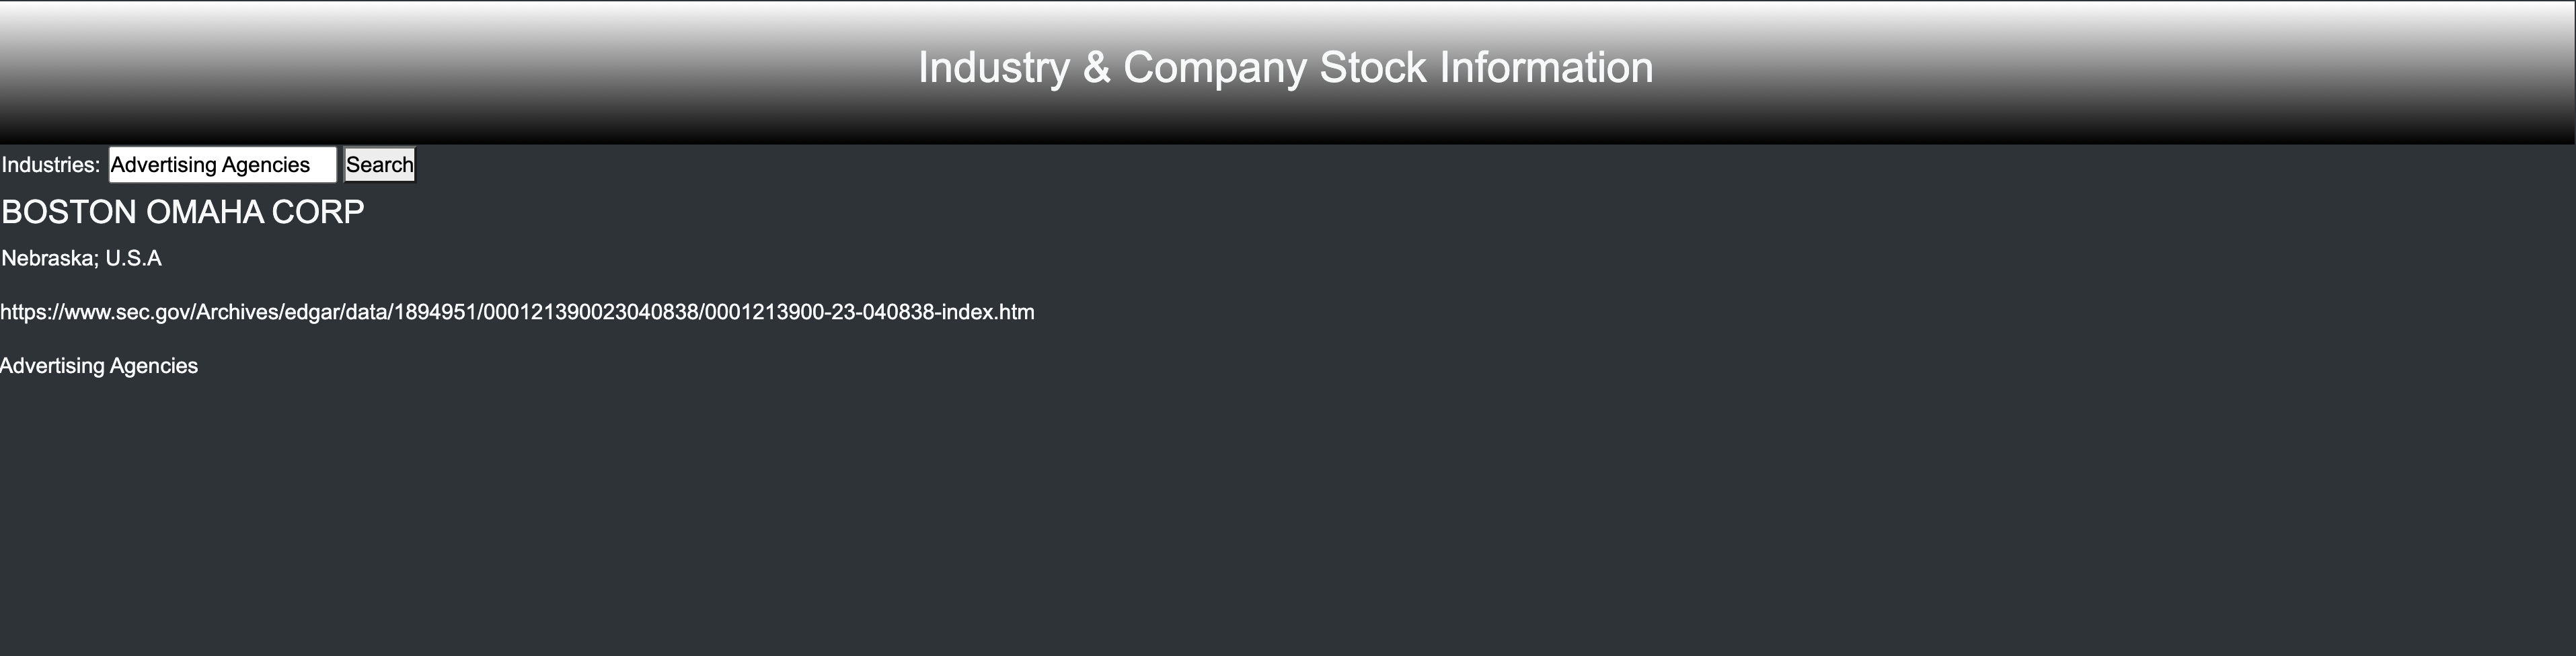 Industry & Company Stock Information
Industries: Advertising Agencies Search
BOSTON OMAHA CORP
Nebraska; U.S.A
https://www.sec.gov/Archives/edgar/data/1894951/000121390023040838/0001213900-23-040838-index.htm
Advertising Agencies